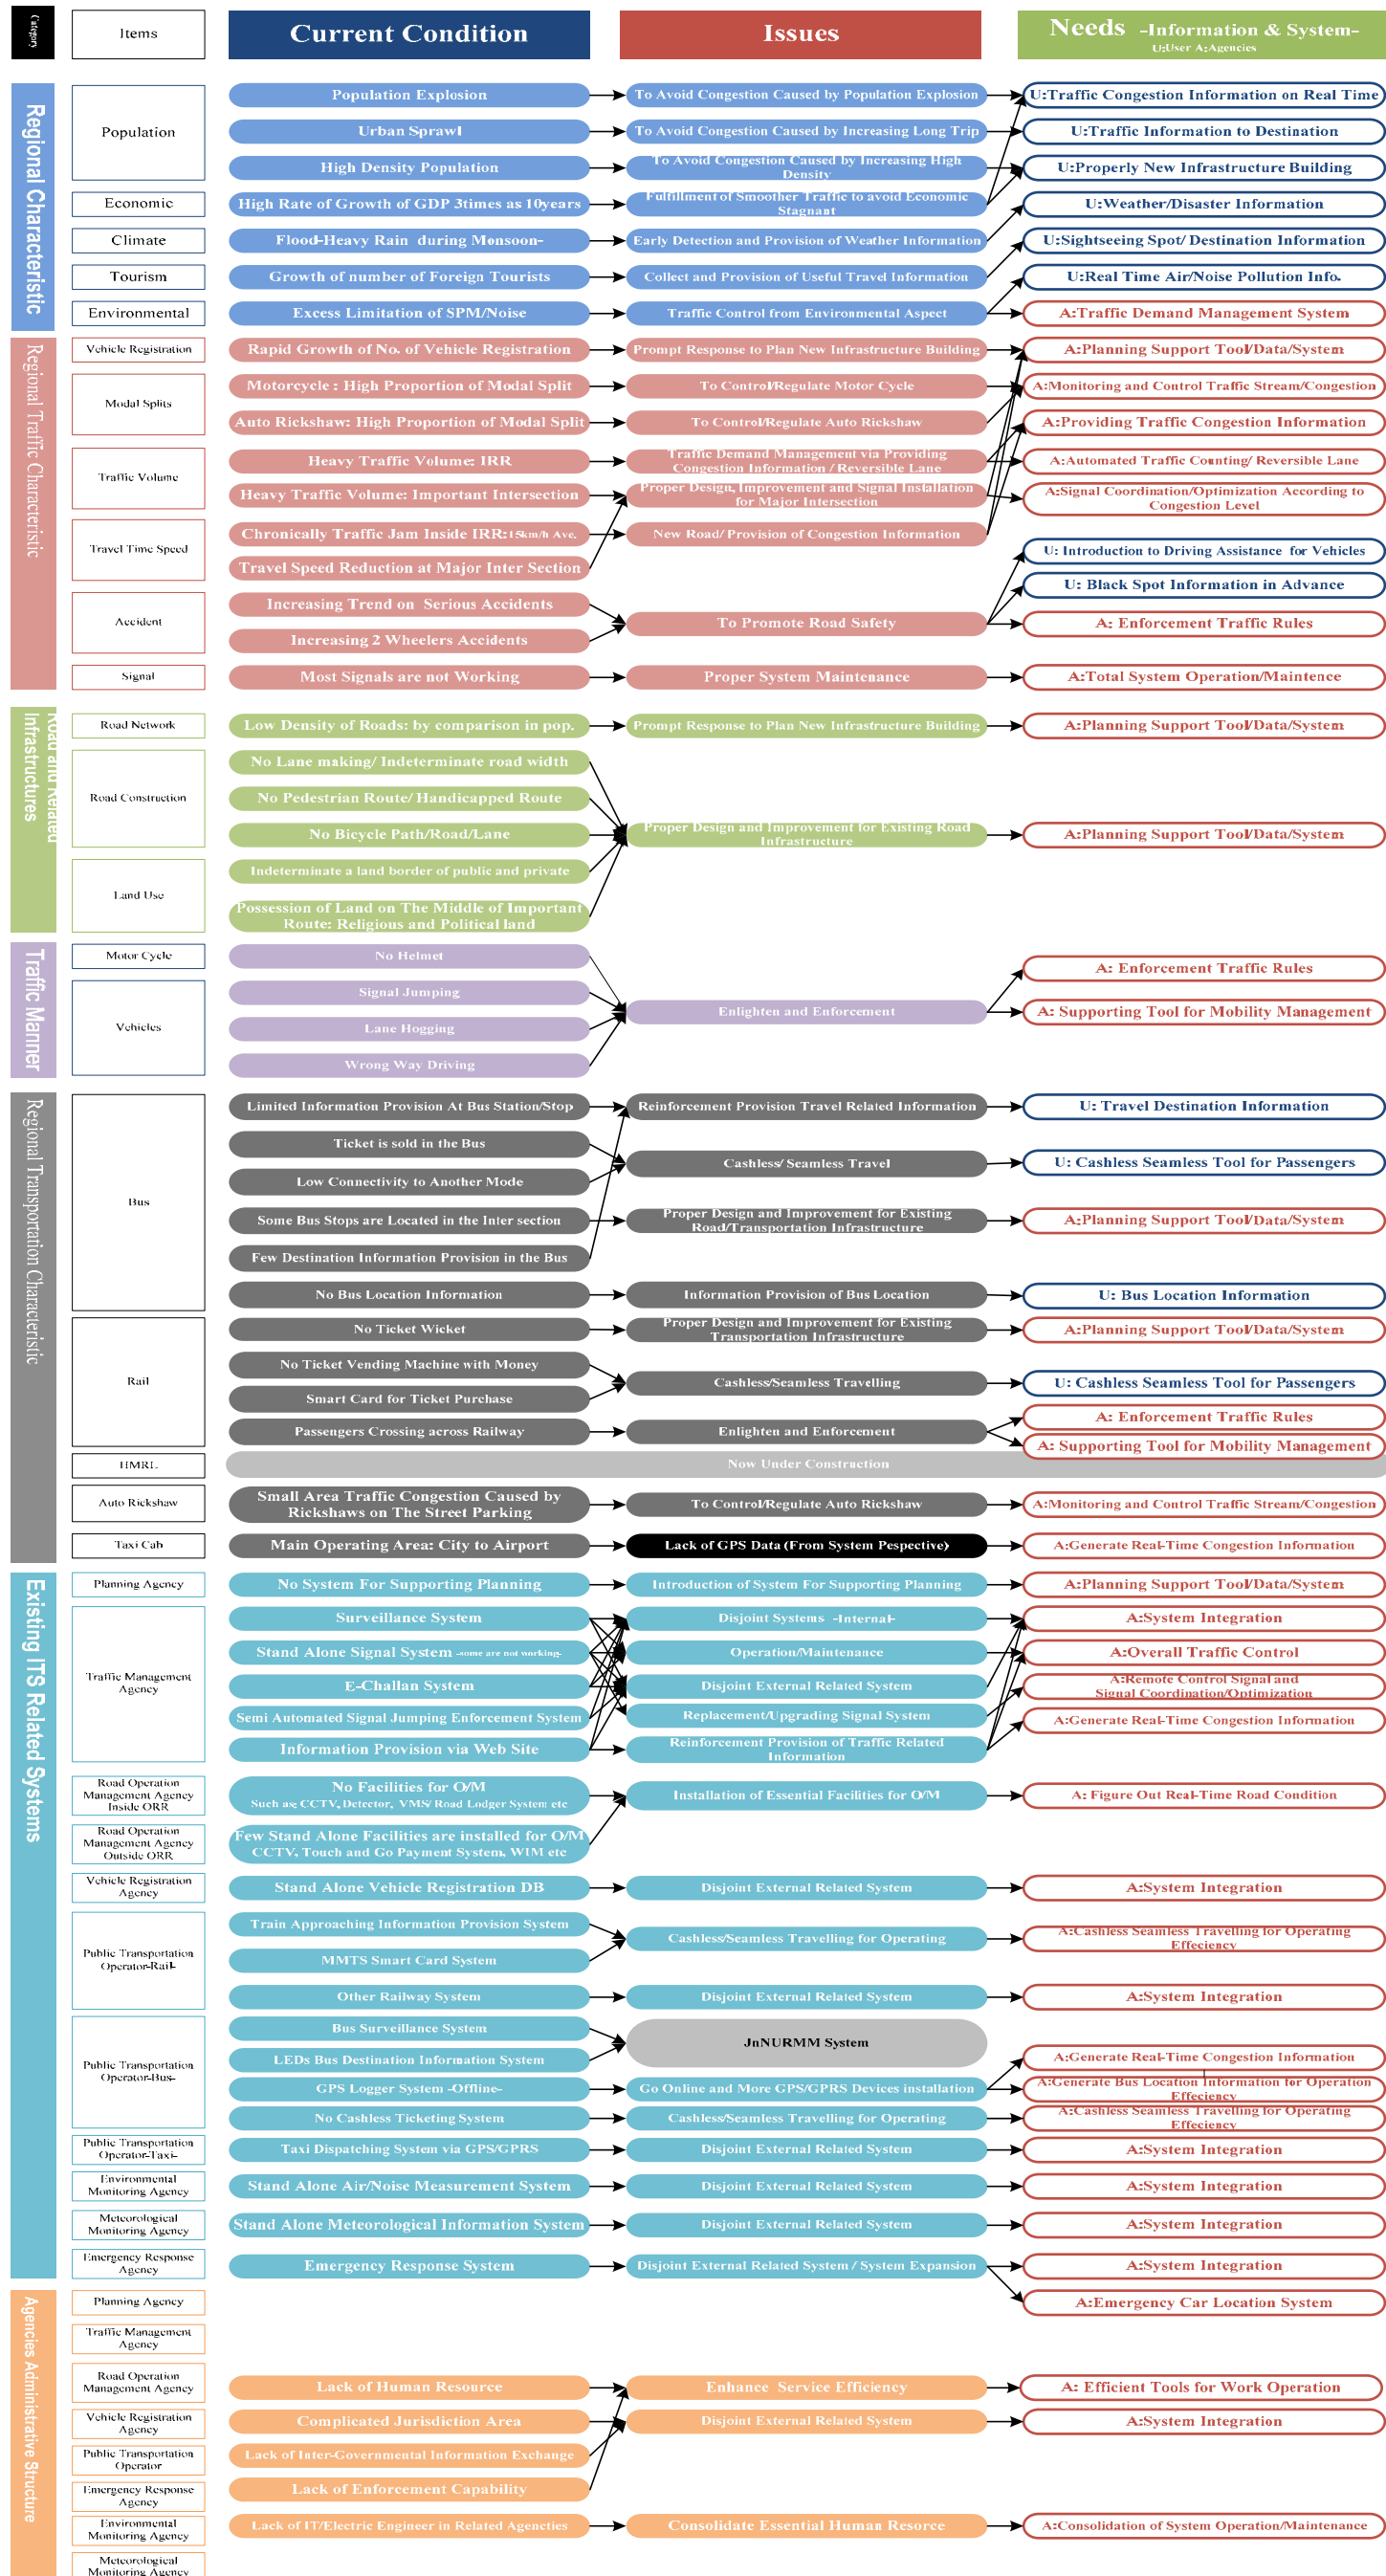 Category
Items
Current Condition
Issues
Needs -Information & System-
U:User A:Agencies
Regional Characteristic
Population
Population Explosion
To Avoid Congestion Caused by Population Explosion
U:Traffic Congestion Information on Real Time
Urban Sprawl
To Avoid Congestion Caused by Increasing Long Trip
U:Traffic Information to Destination
High Density Population
To Avoid Congestion Caused by Increasing High
Density
U:Properly New Infrastructure Building
Economic
High Rate of Growth of GDP 3times as 10years
Fulfillment of Smoother Traffic to avoid Economic
Stagnant
U:Weather/Disaster Information
Climate
Flood-Heavy Rain during Monsoon-
Early Detection and Provision of Weather Information
U:Sightseeing Spot/ Destination Information
Tourism
Growth of number of Foreign Tourists
Collect and Provision of Useful Travel Information
U:Real Time Air/Noise Pollution Info.
Environmental
Excess Limitation of SPM/Noise
Traffic Control from Environmental Aspect
A:Traffic Demand Management System
Regional Traffic Characteristic
Vehicle Registration
Rapid Growth of No. of Vehicle Registration
Prompt Response to Plan New Infrastructure Building
A:Planning Support Tool/Data/System
Modal Splits
Motorcycle : High Proportion of Modal Split
To Control/Regulate Motor Cycle
A:Monitoring and Control Traffic Stream/Congestion
Auto Rickshaw: High Proportion of Modal Split
To Control/Regulate Auto Rickshaw
A:Providing Traffic Congestion Information
Traffic Volume
Heavy Traffic Volume: IRR
Traffic Demand Management via Providing
Congestion Information / Reversible Lane
A:Automated Traffic Counting/ Reversible Lane
Heavy Traffic Volume: Important Intersection
Proper Design, Improvement and Signal Installation
for Major Intersection
A:Signal Coordination/Optimization According to
Congestion Level
Travel Time Speed
Chronically Traffic Jam Inside IRR:15km/h Ave.
New Road/ Provision of Congestion Information
U: Introduction to Driving Assistance for Vehicles
Travel Speed Reduction at Major Inter Section
U: Black Spot Information in Advance
Accident
Increasing Trend on Serious Accidents
To Promote Road Safety
A: Enforcement Traffic Rules
Increasing 2 Wheelers Accidents
Signal
Most Signals are not Working
Proper System Maintenance
A:Total System Operation/Maintence
Road and Related
Infrastructures
Road Network
Low Density of Roads: by comparison in pop.
Prompt Response to Plan New Infrastructure Building
A:Planning Support Tool/Data/System
Road Construction
No Lane making/ Indeterminate road width
No Pedestrian Route/ Handicapped Route
No Bicycle Path/Road/Lane
Proper Design and Improvement for Existing Road
Infrastructure
A:Planning Support Tool/Data/System
Land Use
Indeterminate a land border of public and private
Possession of Land on The Middle of Important
Route: Religious and Political land
Traffic Manner
Motor Cycle
No Helmet
A: Enforcement Traffic Rules
Vehicles
Signal Jumping
Enlighten and Enforcement
A: Supporting Tool for Mobility Management
Lane Hogging
Wrong Way Driving
Regional Transportation Characteristic
Bus
Limited Information Provision At Bus Station/Stop
Reinforcement Provision Travel Related Information
U: Travel Destination Information
Ticket is sold in the Bus
Cashless/ Seamless Travel
U: Cashless Seamless Tool for Passengers
Low Connectivity to Another Mode
Some Bus Stops are Located in the Inter section
Proper Design and Improvement for Existing
Road/Transportation Infrastructure
A:Planning Support Tool/Data/System
Few Destination Information Provision in the Bus
No Bus Location Information
Information Provision of Bus Location
U: Bus Location Information
Rail
No Ticket Wicket
Proper Design and Improvement for Existing
Transportation Infrastructure
A:Planning Support Tool/Data/System
No Ticket Vending Machine with Money
Cashless/Seamless Travelling
U: Cashless Seamless Tool for Passengers
Smart Card for Ticket Purchase
Passengers Crossing across Railway
Enlighten and Enforcement
A: Enforcement Traffic Rules
A: Supporting Tool for Mobility Management
HMRL
Now Under Construction
Auto Rickshaw
Small Area Traffic Congestion Caused by
Rickshaws on The Street Parking
To Control/Regulate Auto Rickshaw
A:Monitoring and Control Traffic Stream/Congestion
Taxi Cab
Main Operating Area: City to Airport
Lack of GPS Data (From System Pespective)
A:Generate Real-Time Congestion Information
Existing ITS Related Systems
Planning Agency
No System For Supporting Planning
Introduction of System For Supporting Planning
A:Planning Support Tool/Data/System
Traffic Management
Agency
Surveillance System
Disjoint Systems -Internal-
A:System Integration
Stand Alone Signal System -some are not working-
Operation/Maintenance
A:Overall Traffic Control
E-Challan System
Disjoint External Related System
A:Remote Control Signal and
Signal Coordination/Optimization
Semi Automated Signal Jumping Enforcement System
Replacement/Upgrading Signal System
A:Generate Real-Time Congestion Information
Information Provision via Web Site
Reinforcement Provision of Traffic Related
Information
Road Operation
Management Agency
Inside ORR
No Facilities for O/M
Such as: CCTV, Detector, VMS/ Road Lodger System etc
Installation of Essential Facilities for O/M
A: Figure Out Real-Time Road Condition
Road Operation
Management Agency
Outside ORR
Few Stand Alone Facilities are installed for O/M
CCTV, Touch and Go Payment System, WIM etc
Vehicle Registration
Agency
Stand Alone Vehicle Registration DB
Disjoint External Related System
A:System Integration
Public Transportation
Operator-Rail-
Train Approaching Information Provision System
Cashless/Seamless Travelling for Operating
A:Cashless Seamless Travelling for Operating
Effeciency
MMTS Smart Card System
Other Railway System
Disjoint External Related System
A:System Integration
Public Transportation
Operator-Bus-
Bus Surveillance System
JnNURMM System
LEDs Bus Destination Information System
A:Generate Real-Time Congestion Information
GPS Logger System -Offline-
Go Online and More GPS/GPRS Devices installation
A:Generate Bus Location Information for Operation
Effeciency
No Cashless Ticketing System
Cashless/Seamless Travelling for Operating
A:Cashless Seamless Travelling for Operating
Effeciency
Public Transportation
Operator-Taxi-
Taxi Dispatching System via GPS/GPRS
Disjoint External Related System
A:System Integration
Environmental
Monitoring Agency
Stand Alone Air/Noise Measurement System
Disjoint External Related System
A:System Integration
Meteorological
Monitoring Agency
Stand Alone Meteorological Information System
Disjoint External Related System
A:System Integration
Emergency Response
Agency
Emergency Response System
Disjoint External Related System / System Expansion
A:System Integration
A:Emergency Car Location System
Agencies Administrative Structure
Planning Agency
Traffic Management
Agency
Road Operation
Management Agency
Lack of Human Resource
Enhance Service Efficiency
A: Efficient Tools for Work Operation
Vehicle Registration
Agency
Complicated Jurisdiction Area
Disjoint External Related System
A:System Integration
Public Transportation
Operator
Lack of Inter-Governmental Information Exchange
Emergency Response
Agency
Lack of Enforcement Capability
Environmental
Monitoring Agency
Lack of IT/Electric Engineer in Related Agencties
Consolidate Essential Human Resorce
A:Consolidation of System Operation/Maintenance
Meteorological
Monitoring Agency